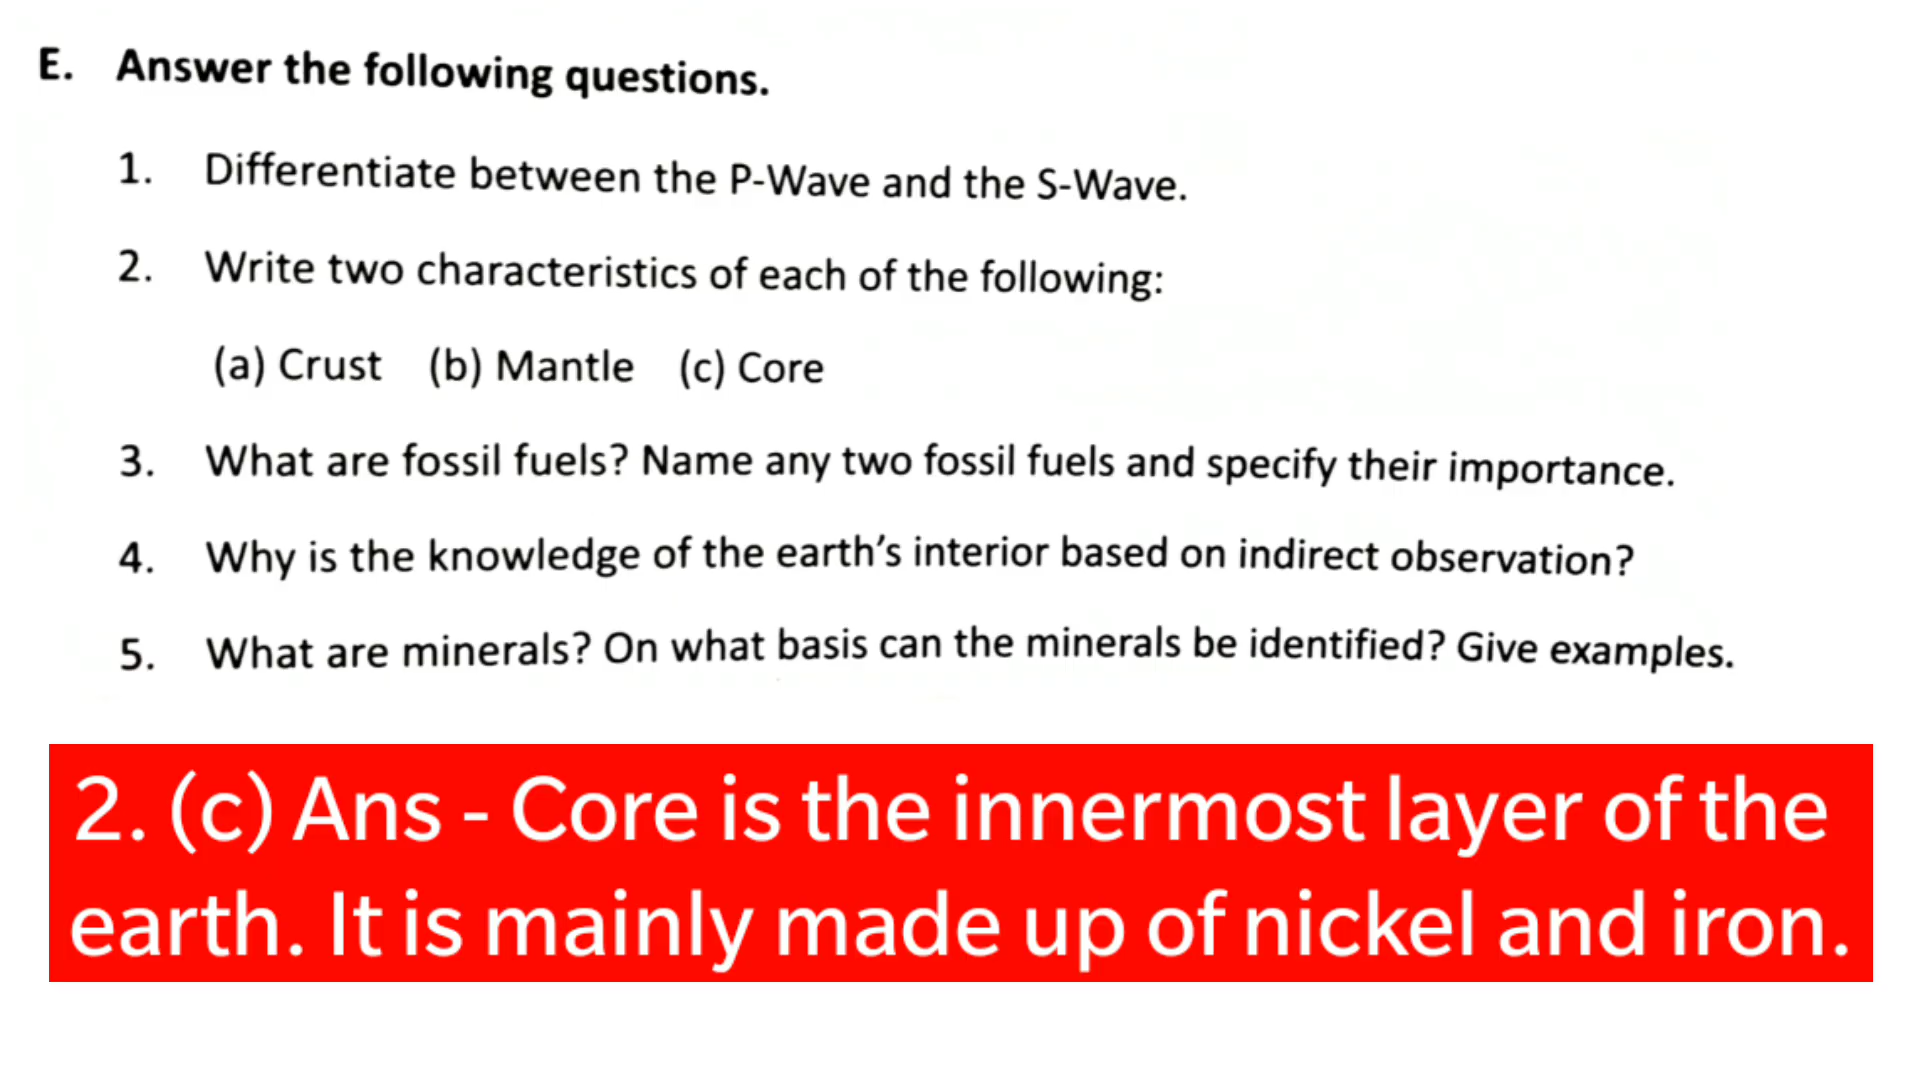 E. Answer the following questions.
1. Differentiate between the P-Wave and the S-Wave.
2. Write two characteristics of each of the following:
(a) Crust (b) Mantle (c) Core
3. What are fossil fuels? Name any two fossil fuels and specify their importance.
4. Why is the knowledge of the earth's interior based on indirect observation?
5. What are minerals? On what basis can the minerals be identified? Give examples.
2. (c) Ans - Core is the innermost layer of the
earth. It is mainly made up of nickel and iron.